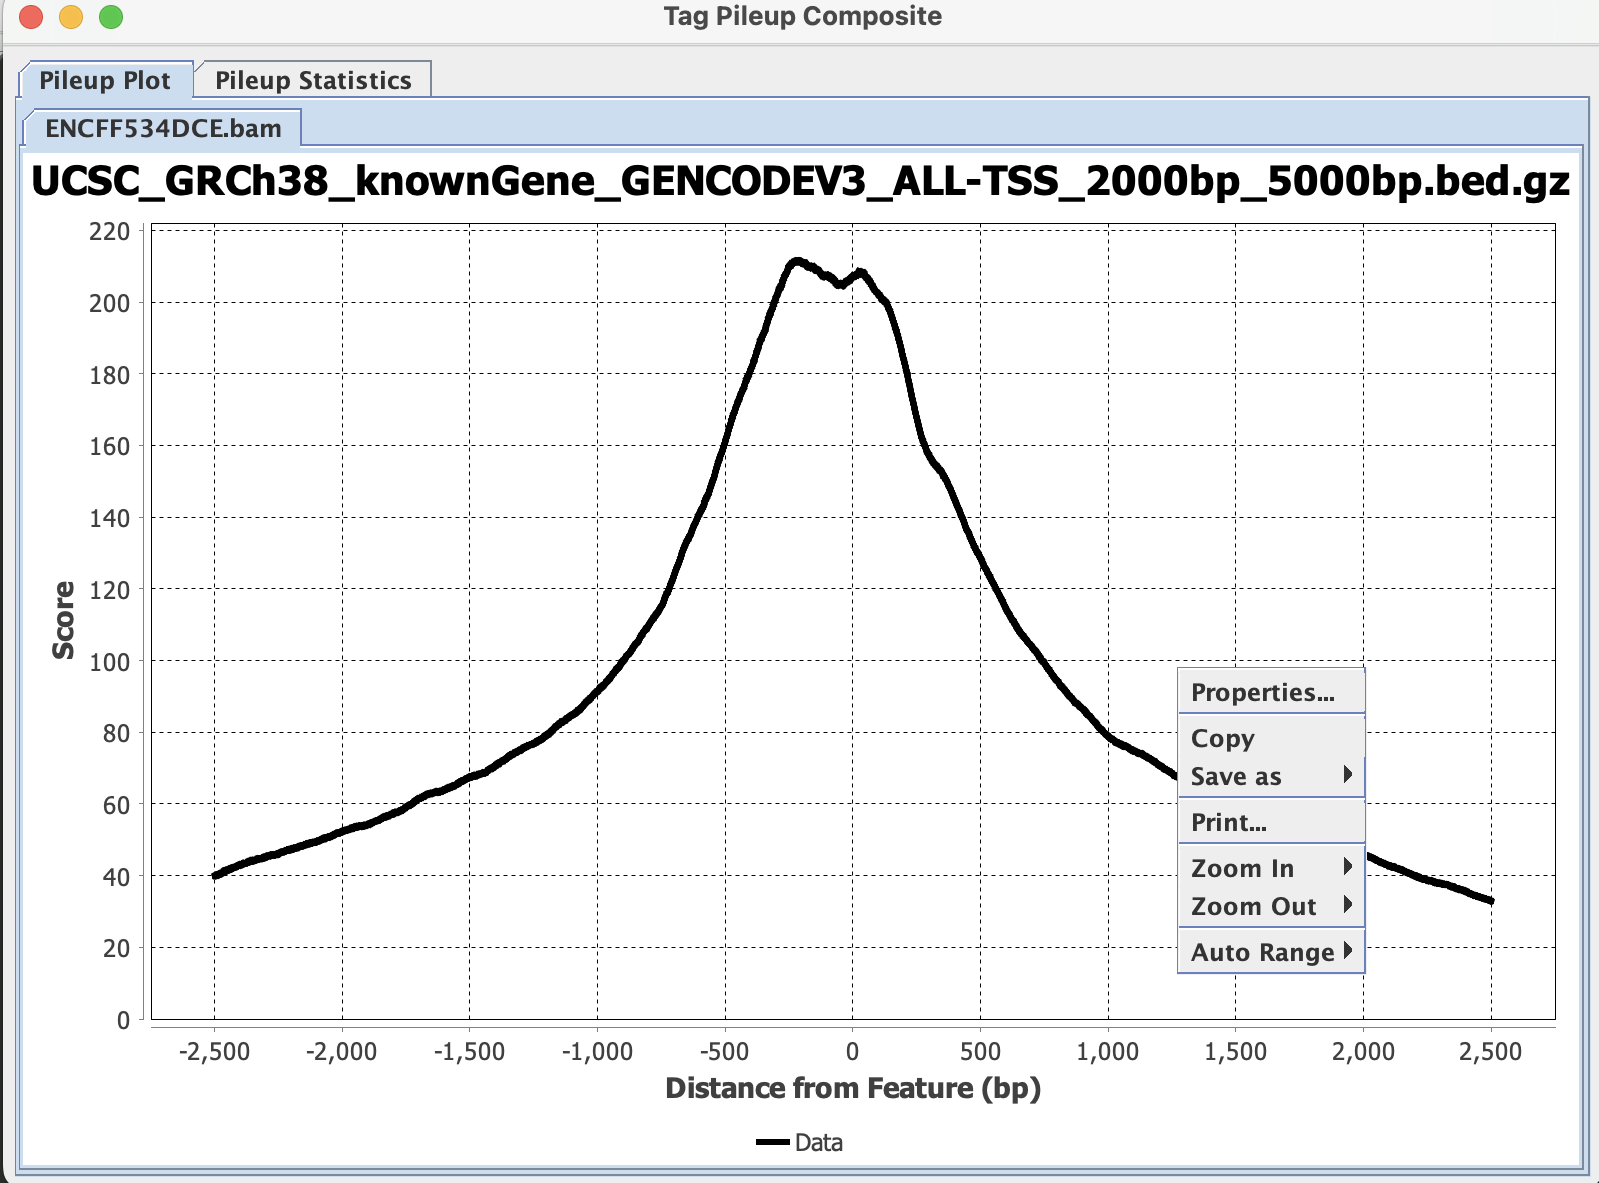 Tag Pileup Composite
Pileup Plot
Pileup Statistics
ENCFF534DCE.bam
UCSC_GRCh38_knownGene_GENCODEV3_ALL-TSS_2000bp_5000bp.bed.gz
220
200
180
160
140
120
100
80
60
40
20
0
Score
Properties...
Copy
Save as
Print...
Zoom In
Zoom Out
Auto Range
-2,500 -2,000 -1,500 -1,000 -500 0 500 1,000 1,500 2,000 2,500
Distance from Feature (bp)
Data